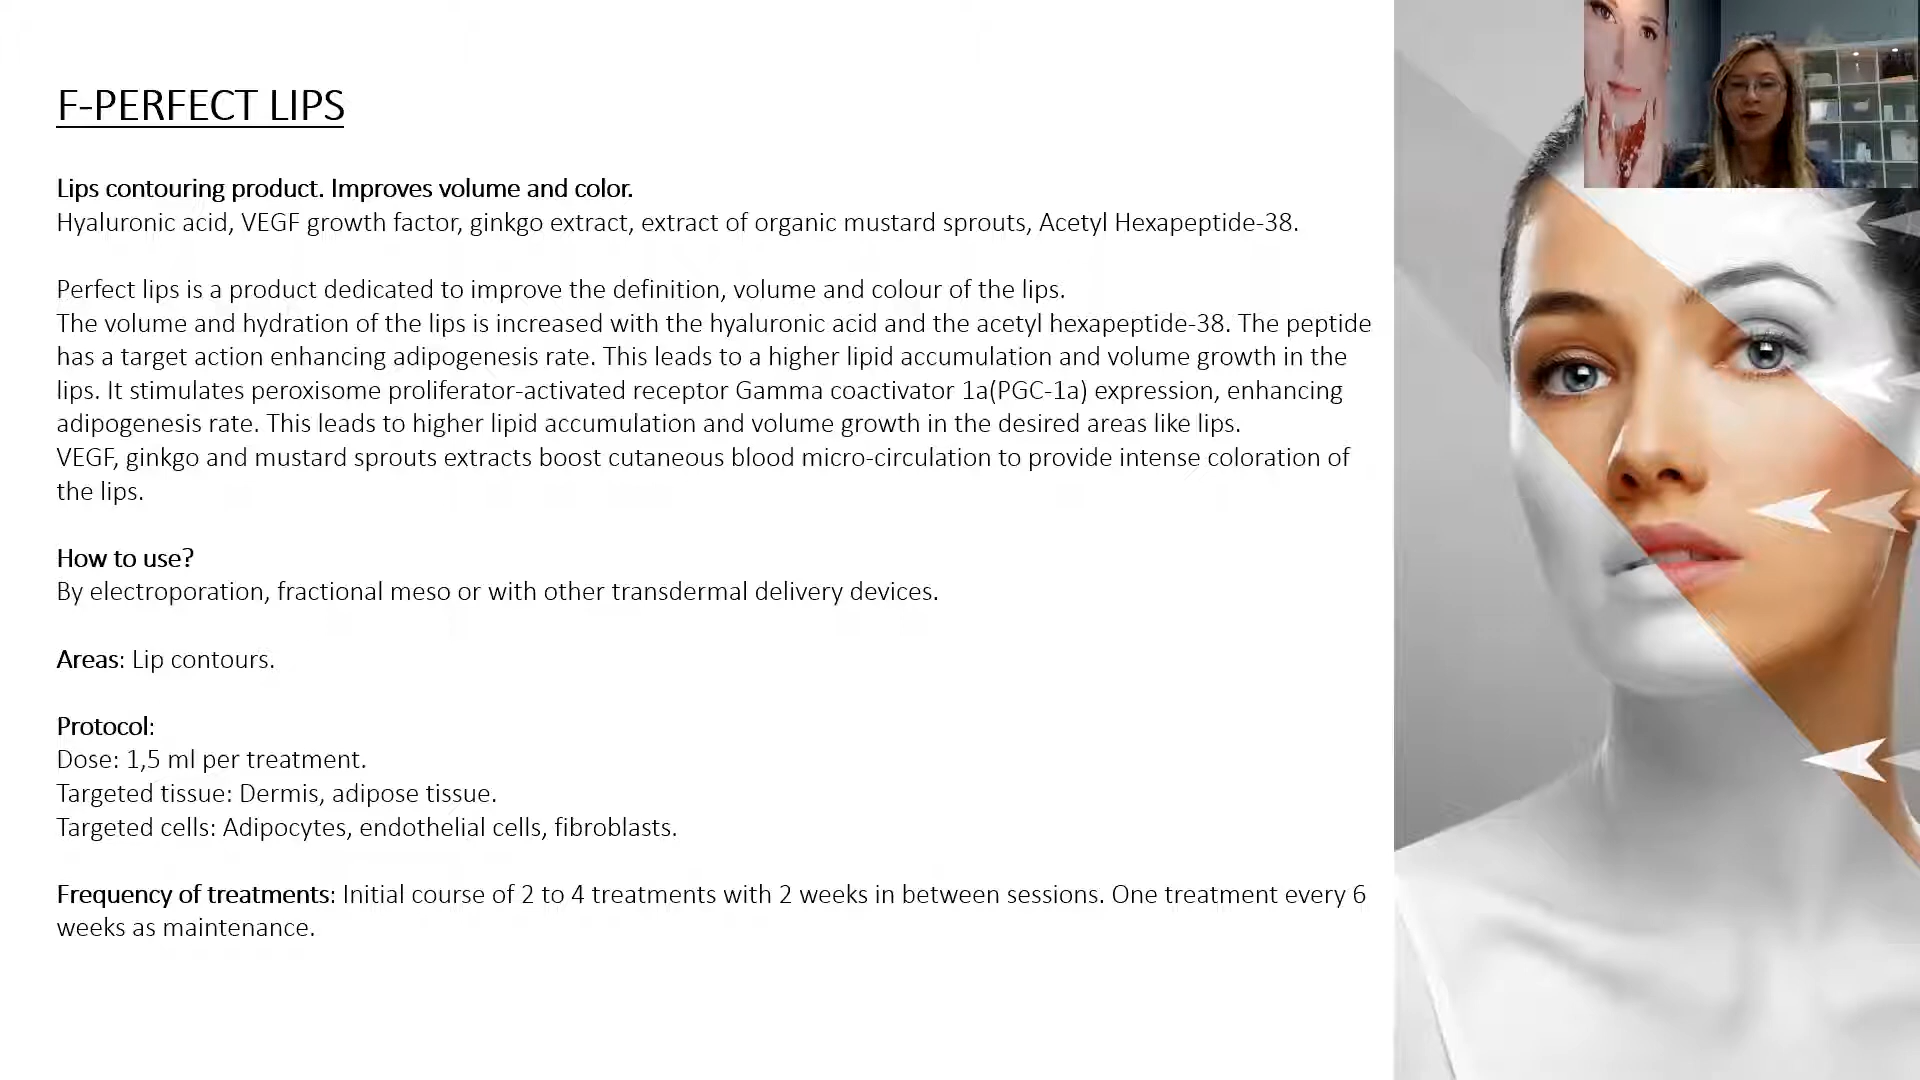 F-PERFECT LIPS
Lips contouring product. Improves volume and color.
Hyaluronic acid, VEGF growth factor, ginkgo extract, extract of organic mustard sprouts, Acetyl Hexapeptide-38.
Perfect lips is a product dedicated to improve the definition, volume and colour of the lips.
The volume and hydration of the lips is increased with the hyaluronic acid and the acetyl hexapeptide-38. The peptide
has a target action enhancing adipogenesis rate. This leads to a higher lipid accumulation and volume growth in the
lips. It stimulates peroxisome proliferator-activated receptor Gamma coactivator 1a(PGC-1a) expression, enhancing
adipogenesis rate. This leads to higher lipid accumulation and volume growth in the desired areas like lips.
VEGF, ginkgo and mustard sprouts extracts boost cutaneous blood micro-circulation to provide intense coloration of
the lips.
How to use?
By electroporation, fractional meso or with other transdermal delivery devices.
Areas: Lip contours.
Protocol:
Dose: 1,5 ml per treatment.
Targeted tissue: Dermis, adipose tissue.
Targeted cells: Adipocytes, endothelial cells, fibroblasts.
Frequency of treatments: Initial course of 2 to 4 treatments with 2 weeks in between sessions. One treatment every 6
weeks as maintenance.